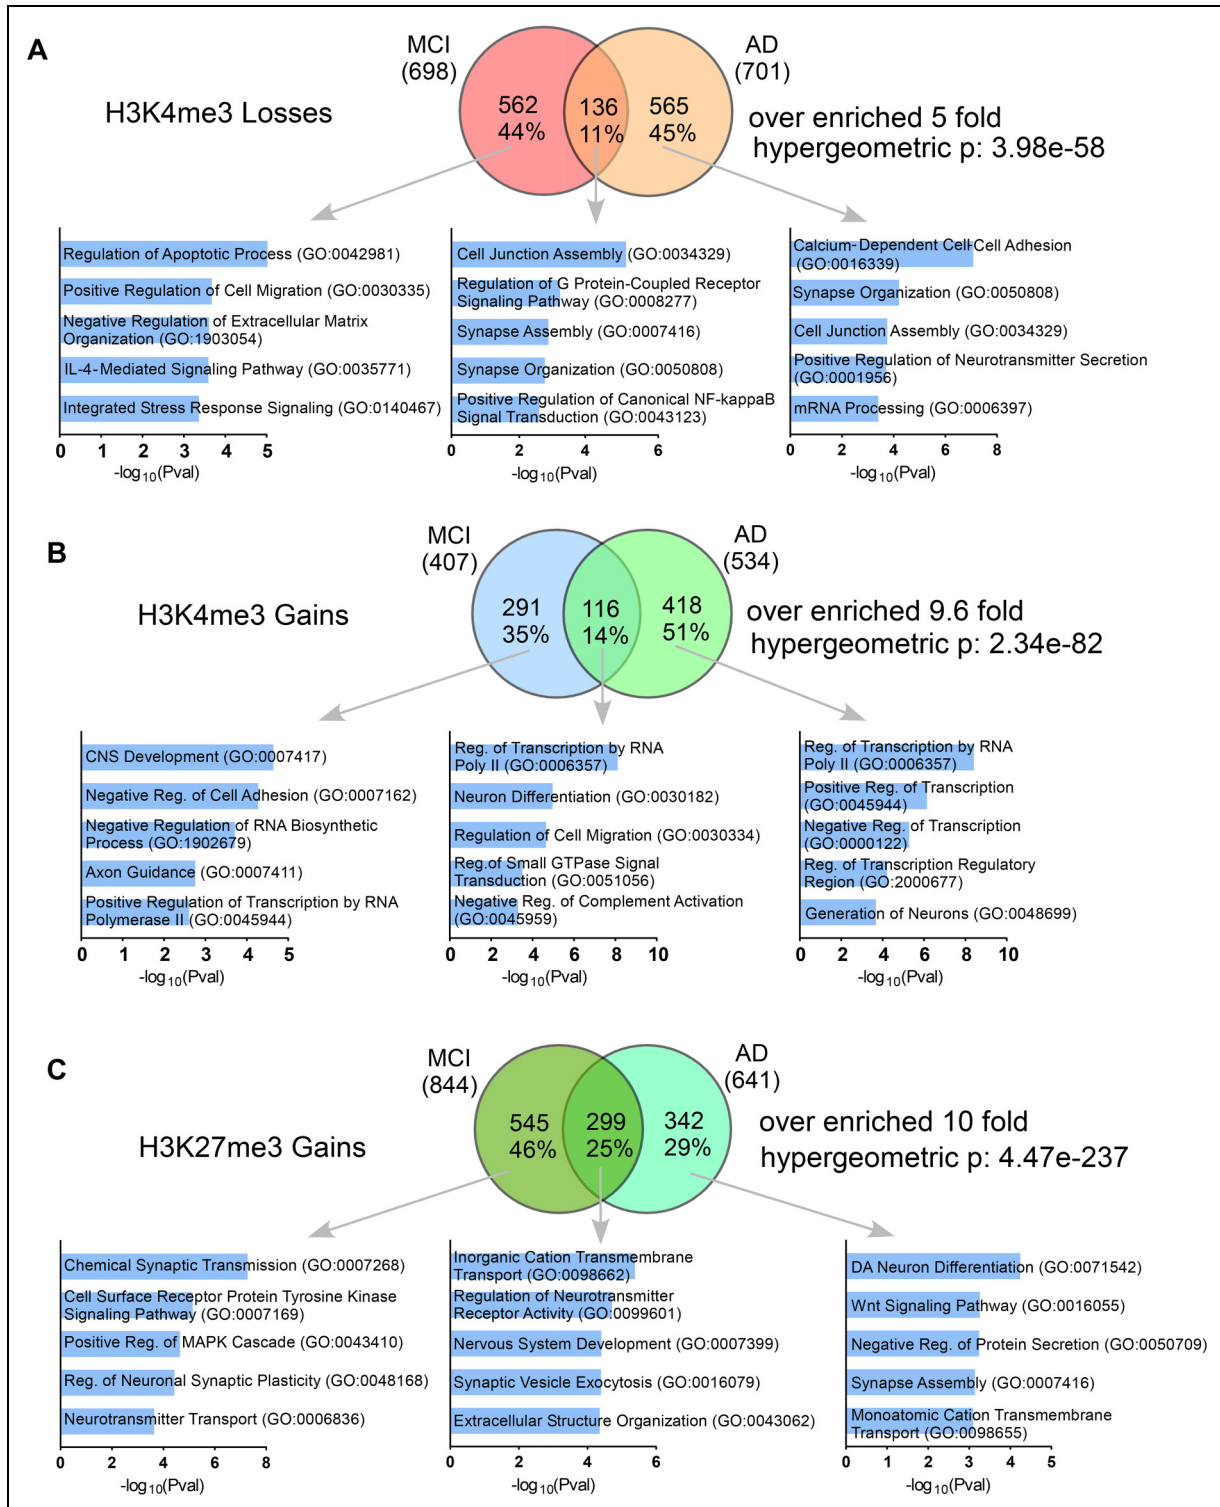 A
MCI
(698)
AD
(701)
H3K4me3 Losses
562
44%
136
11%
565
45%
over enriched 5 fold
hypergeometric p: 3.98e-58
Regulation of Apoptotic Process (GO:0042981)
Positive Regulation of Cell Migration (GO:0030335)
Negative Regulation of Extracellular Matrix
Organization (GO:1903054)
IL-4-Mediated Signaling Pathway (GO:0035771)
Integrated Stress Response Signaling (GO:0140467)
0 1 2 3 4 5
-log10(Pval)
Cell Junction Assembly (GO:0034329)
Regulation of G Protein-Coupled Receptor
Signaling Pathway (GO:0008277)
Synapse Assembly (GO:0007416)
Synapse Organization (GO:0050808)
Positive Regulation of Canonical NF-kappaB
Signal Transduction (GO:0043123)
0 2 4 6
-log10(Pval)
Calcium-Dependent Cell-Cell Adhesion
(GO:0016339)
Synapse Organization (GO:0050808)
Cell Junction Assembly (GO:0034329)
Positive Regulation of Neurotransmitter Secretion
(GO:0001956)
mRNA Processing (GO:0006397)
0 2 4 6 8
-log10(Pval)
B
MCI
(407)
AD
(534)
H3K4me3 Gains
291
35%
116
14%
418
51%
over enriched 9.6 fold
hypergeometric p: 2.34e-82
CNS Development (GO:0007417)
Negative Reg. of Cell Adhesion (GO:0007162)
Negative Regulation of RNA Biosynthetic
Process (GO:1902679)
Axon Guidance (GO:0007411)
Positive Regulation of Transcription by RNA
Polymerase II (GO:0045944)
0 1 2 3 4 5
-log10(Pval)
Reg. of Transcription by RNA
Poly II (GO:0006357)
Neuron Differentiation (GO:0030182)
Regulation of Cell Migration (GO:0030334)
Reg.of Small GTPase Signal
Transduction (GO:0051056)
Negative Reg. of Complement Activation
(GO:0045959)
0 2 4 6 8 10
-log10(Pval)
Reg. of Transcription by RNA
Poly II (GO:0006357)
Positive Reg. of Transcription
(GO:0045944)
Negative Reg. of Transcription
(GO:0000122)
Reg. of Transcription Regulatory
Region (GO:2000677)
Generation of Neurons (GO:0048699)
0 2 4 6 8 10
-log10(Pval)
C
MCI
(844)
AD
(641)
H3K27me3 Gains
545
46%
299
25%
342
29%
over enriched 10 fold
hypergeometric p: 4.47e-237
Chemical Synaptic Transmission (GO:0007268)
Cell Surface Receptor Protein Tyrosine Kinase
Signaling Pathway (GO:0007169)
Positive Reg. of MAPK Cascade (GO:0043410)
Reg. of Neuronal Synaptic Plasticity (GO:0048168)
Neurotransmitter Transport (GO:0006836)
0 2 4 6 8
-log10(Pval)
Inorganic Cation Transmembrane
Transport (GO:0098662)
Regulation of Neurotransmitter
Receptor Activity (GO:0099601)
Nervous System Development (GO:0007399)
Synaptic Vesicle Exocytosis (GO:0016079)
Extracellular Structure Organization (GO:0043062)
0 2 4 6
-log10(Pval)
DA Neuron Differentiation (GO:0071542)
Wnt Signaling Pathway (GO:0016055)
Negative Reg. of Protein Secretion (GO:0050709)
Synapse Assembly (GO:0007416)
Monoatomic Cation Transmembrane
Transport (GO:0098655)
0 1 2 3 4 5
-log10(Pval)